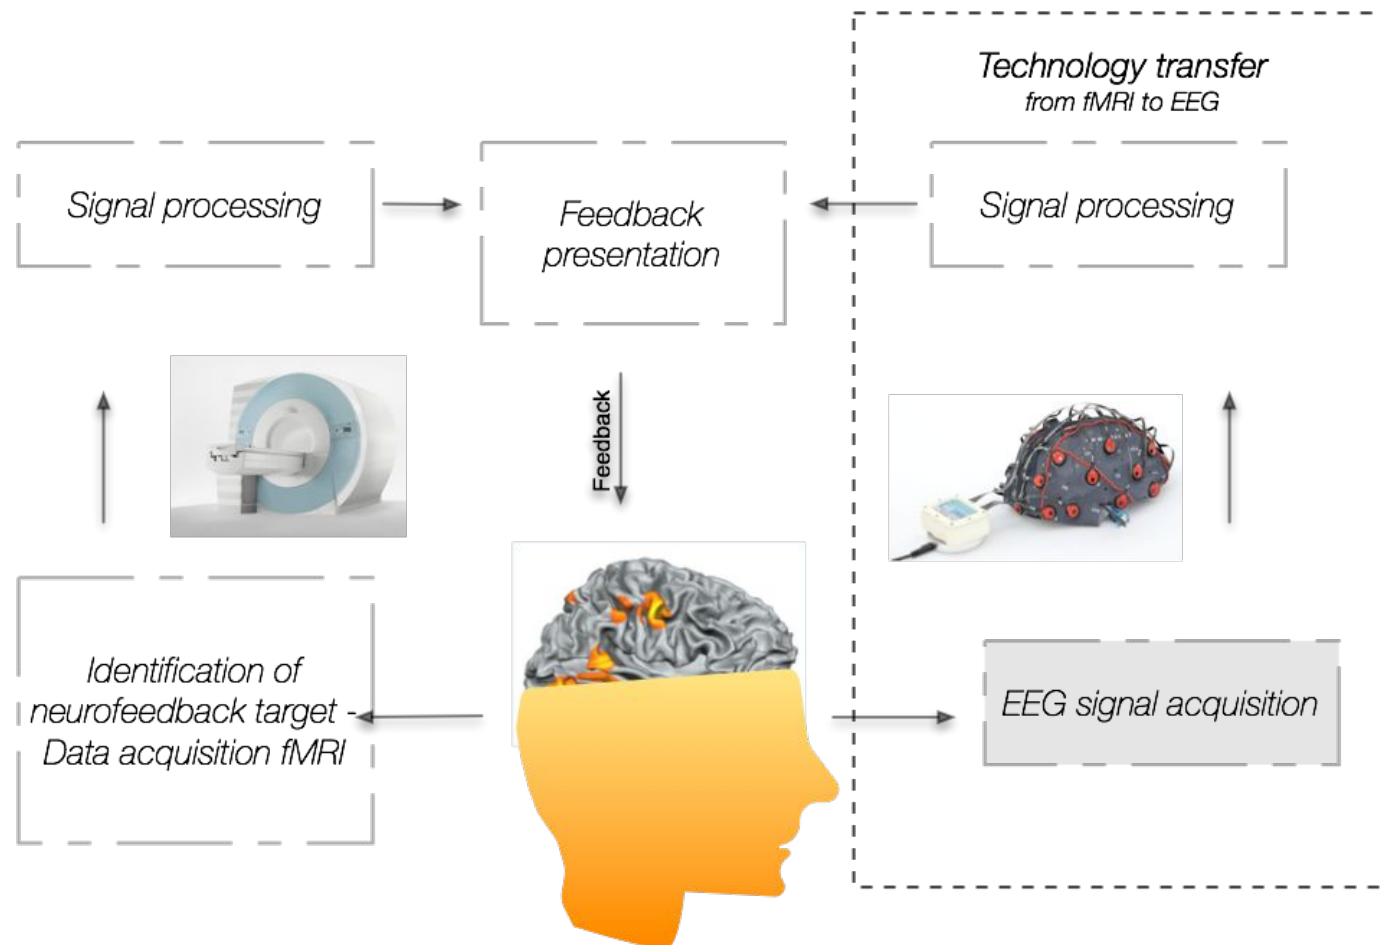 Technology transfer
from fMRI to EEG
Signal processing
Feedback
presentation
Signal processing
Feedback
Identification of
neurofeedback target -
Data acquisition fMRI
EEG signal acquisition